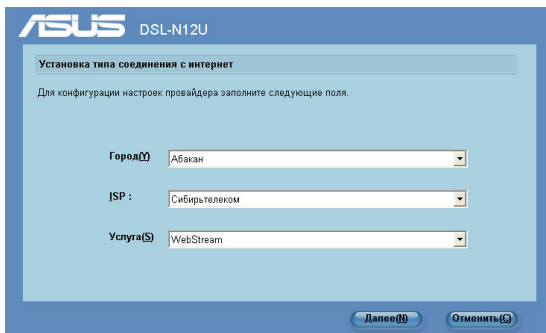 ASUS DSL-N12U
Установка типа соединения с интернет
Для конфигурации настроек провайдера заполните следующие поля.
Город(Y) Абакан
ISP : Сибирьтелеком
Услуга(S) WebStream
Далее(N) Отменить(C)